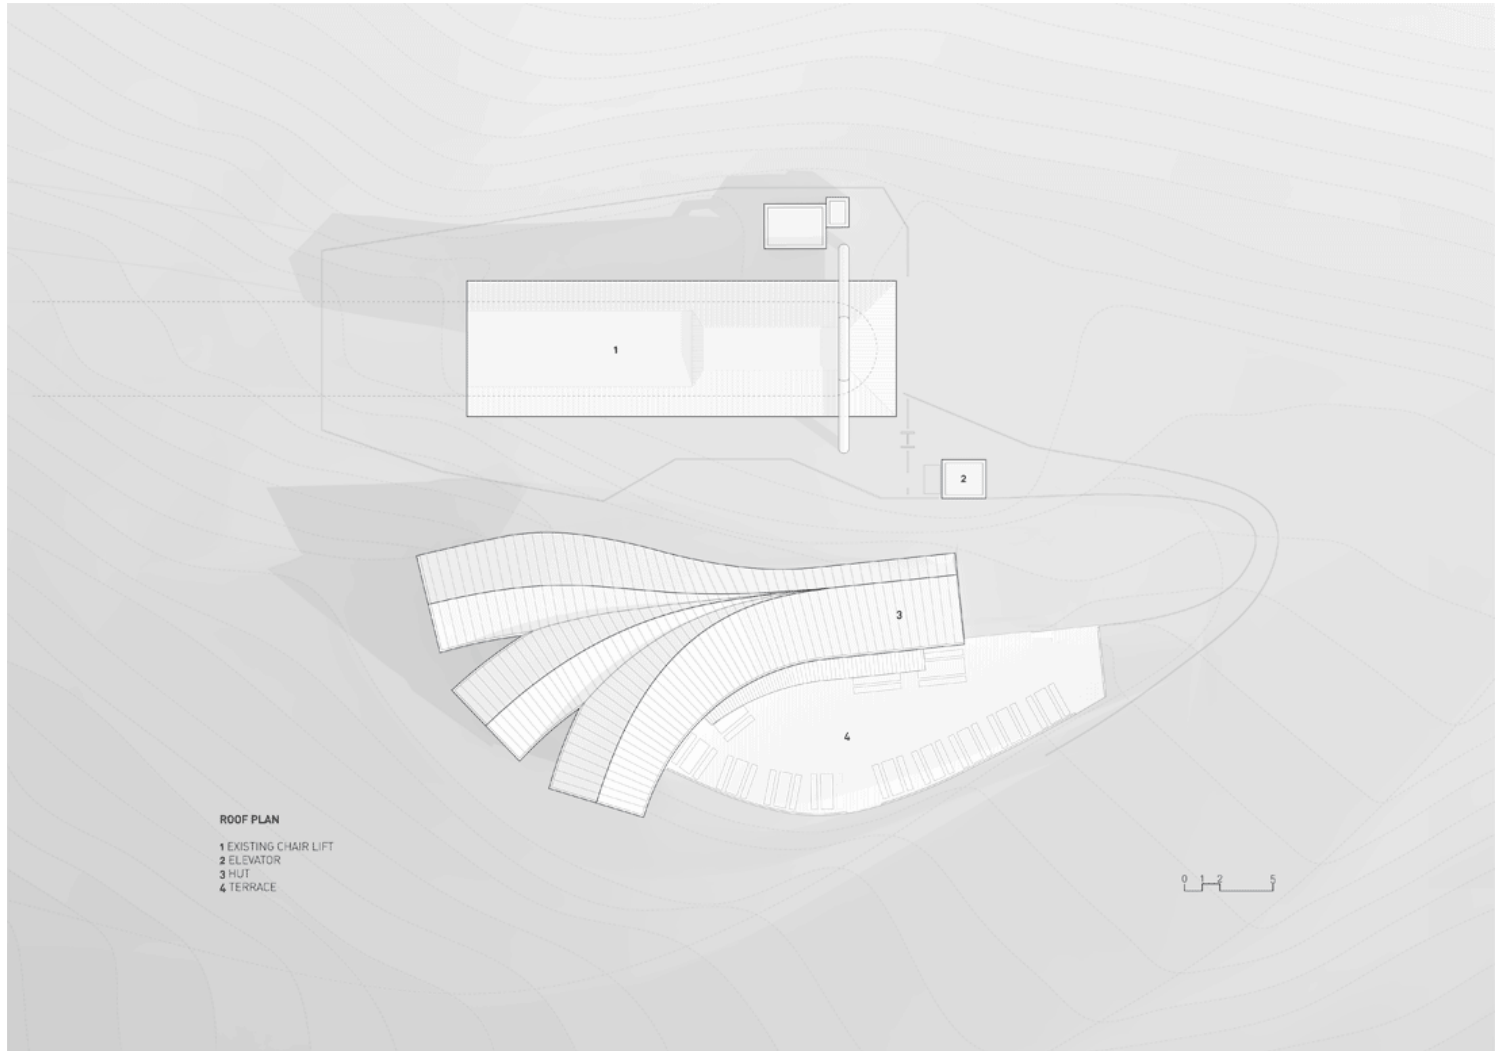 1
2
3
4
ROOF PLAN
1 EXISTING CHAIR LIFT
2 ELEVATOR
3 HUT
4 TERRACE
0 1 2 5